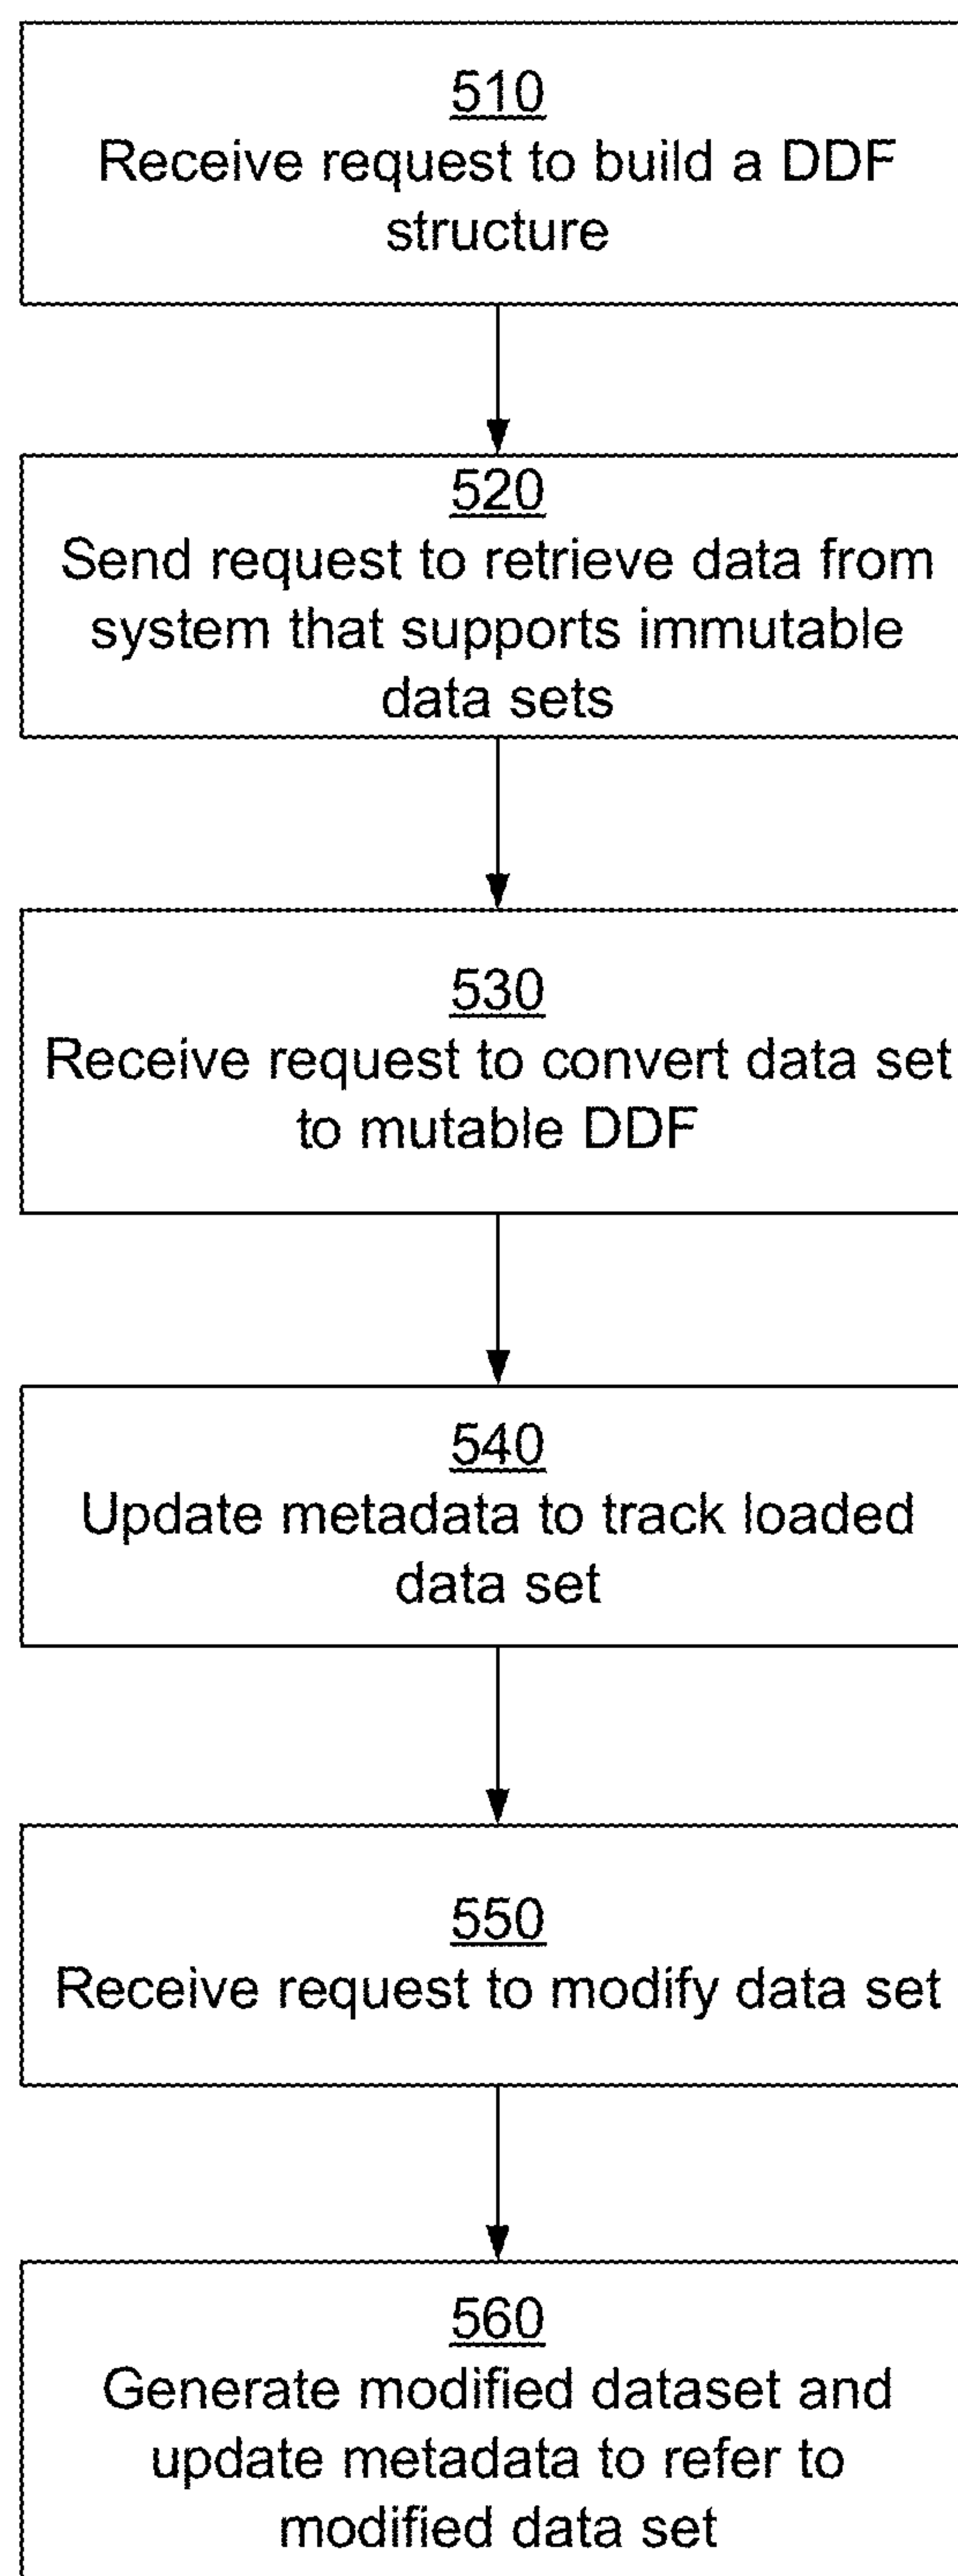 510
Receive request to build a DDF
structure
520
Send request to retrieve data from
system that supports immutable
data sets
530
Receive request to convert data set
to mutable DDF
540
Update metadata to track loaded
data set
550
Receive request to modify data set
560
Generate modified dataset and
update metadata to refer to
modified data set